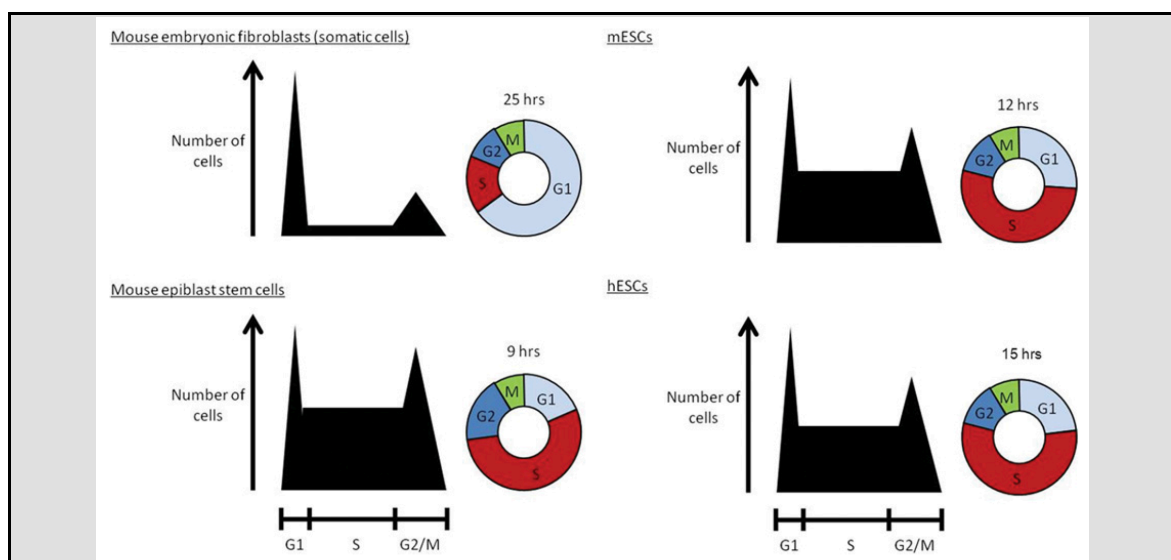 Mouse embryonic fibroblasts (somatic cells)
Number of
cells
25 hrs
M
G2
S
G1
mESCs
Number of
cells
12 hrs
M
G2
G1
S
Mouse epiblast stem cells
Number of
cells
9 hrs
M
G1
G2
S
G1
S
G2/M
hESCs
Number of
cells
15 hrs
M
G2
G1
S
G1
S
G2/M